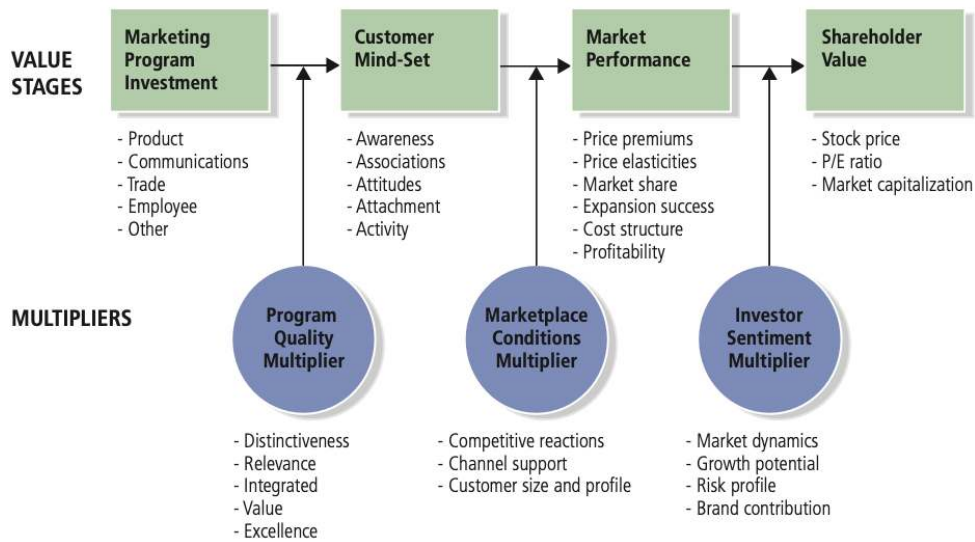 VALUE
STAGES
Marketing
Program
Investment
Customer
Mind-Set
Market
Performance
Shareholder
Value
- Product
- Communications
- Trade
- Employee
- Other
- Awareness
- Associations
- Attitudes
- Attachment
- Activity
- Price premiums
- Price elasticities
- Market share
- Expansion success
- Cost structure
- Profitability
- Stock price
- P/E ratio
- Market capitalization
MULTIPLIERS
Program
Quality
Multiplier
Marketplace
Conditions
Multiplier
Investor
Sentiment
Multiplier
- Distinctiveness
- Relevance
- Integrated
- Value
- Excellence
- Competitive reactions
- Channel support
- Customer size and profile
- Market dynamics
- Growth potential
- Risk profile
- Brand contribution